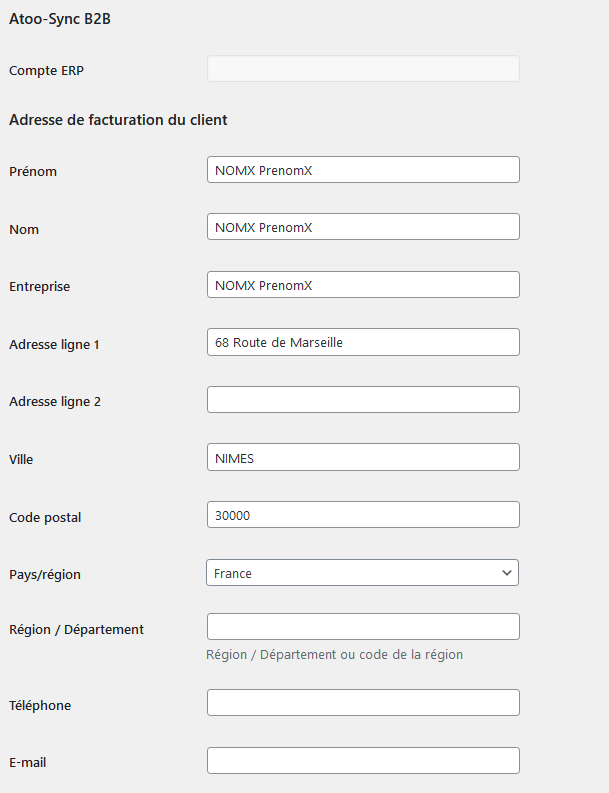 Atoo-Sync B2B
Compte ERP
Adresse de facturation du client
Prénom NOMX PrenomX
Nom NOMX PrenomX
Entreprise NOMX PrenomX
Adresse ligne 1 68 Route de Marseille
Adresse ligne 2
Ville NIMES
Code postal 30000
Pays/région France
Région / Département
Région / Département ou code de la région
Téléphone
E-mail